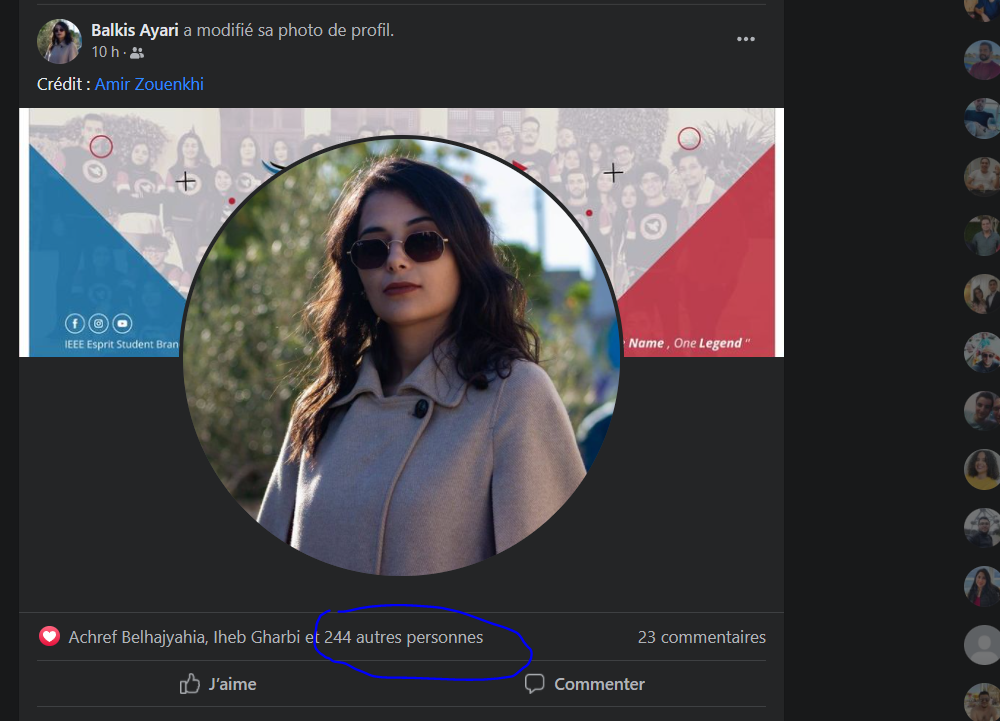 Balkis Ayari a modifié sa photo de profil.
10 h ·
Crédit : Amir Zouenkhi
IEEE Esprit Student Bran
Name , One Legend "
Achref Belhajyahia, Iheb Gharbi et 244 autres personnes
23 commentaires
J'aime
Commenter